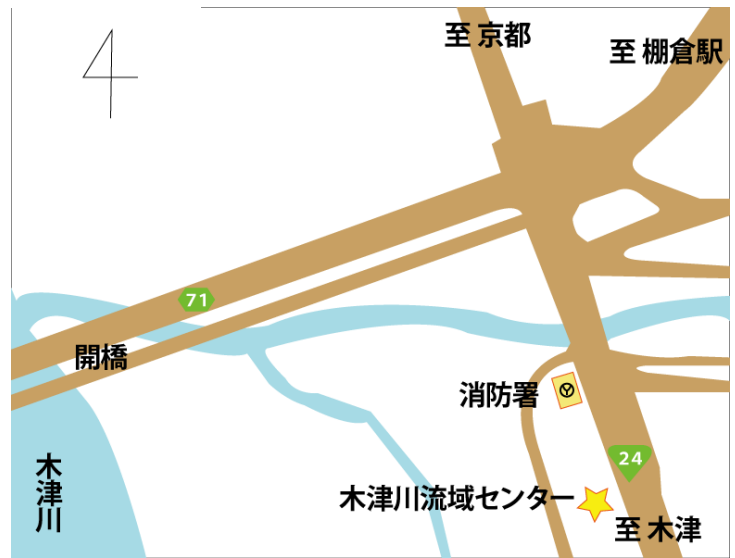 至 京都
至 棚倉駅
71
開橋
消防署
24
木津川
木津川流域センター
至 木津